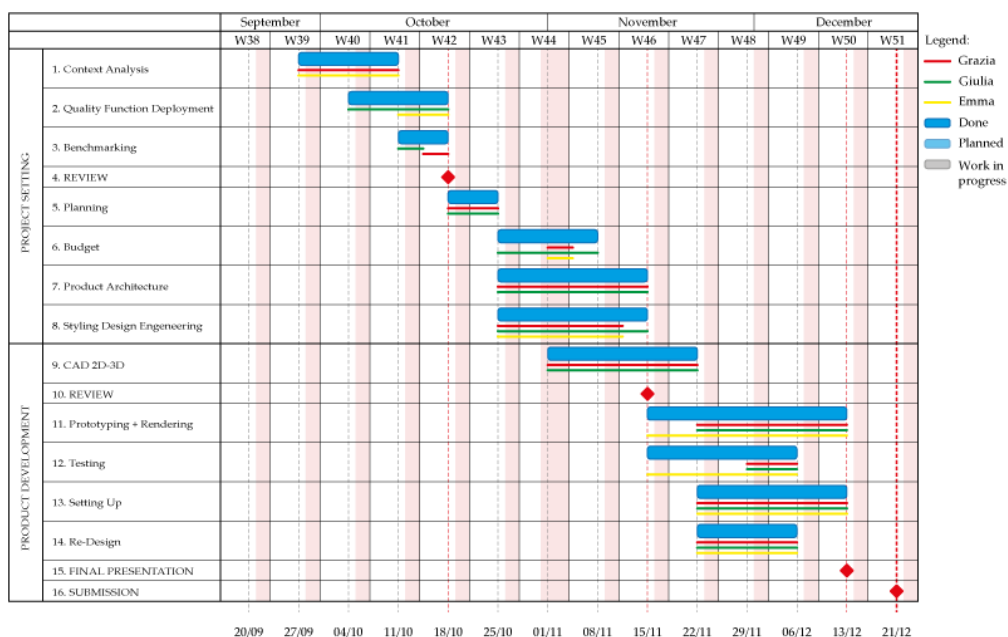 September October November December
W38 W39 W40 W41 W42 W43 W44 W45 W46 W47 W48 W49 W50 W51
Legend:
Grazia
Giulia
Emma
Done
Planned
Work in
progress
PROJECT SETTING
1. Context Analysis
2. Quality Function Deployment
3. Benchmarking
4. REVIEW
5. Planning
6. Budget
7. Product Architecture
8. Styling Design Engeneering
PRODUCT DEVELOPMENT
9. CAD 2D-3D
10. REVIEW
11. Prototyping + Rendering
12. Testing
13. Setting Up
14. Re-Design
15. FINAL PRESENTATION
16. SUBMISSION
20/09 27/09 04/10 11/10 18/10 25/10 01/11 08/11 15/11 22/11 29/11 06/12 13/12 21/12